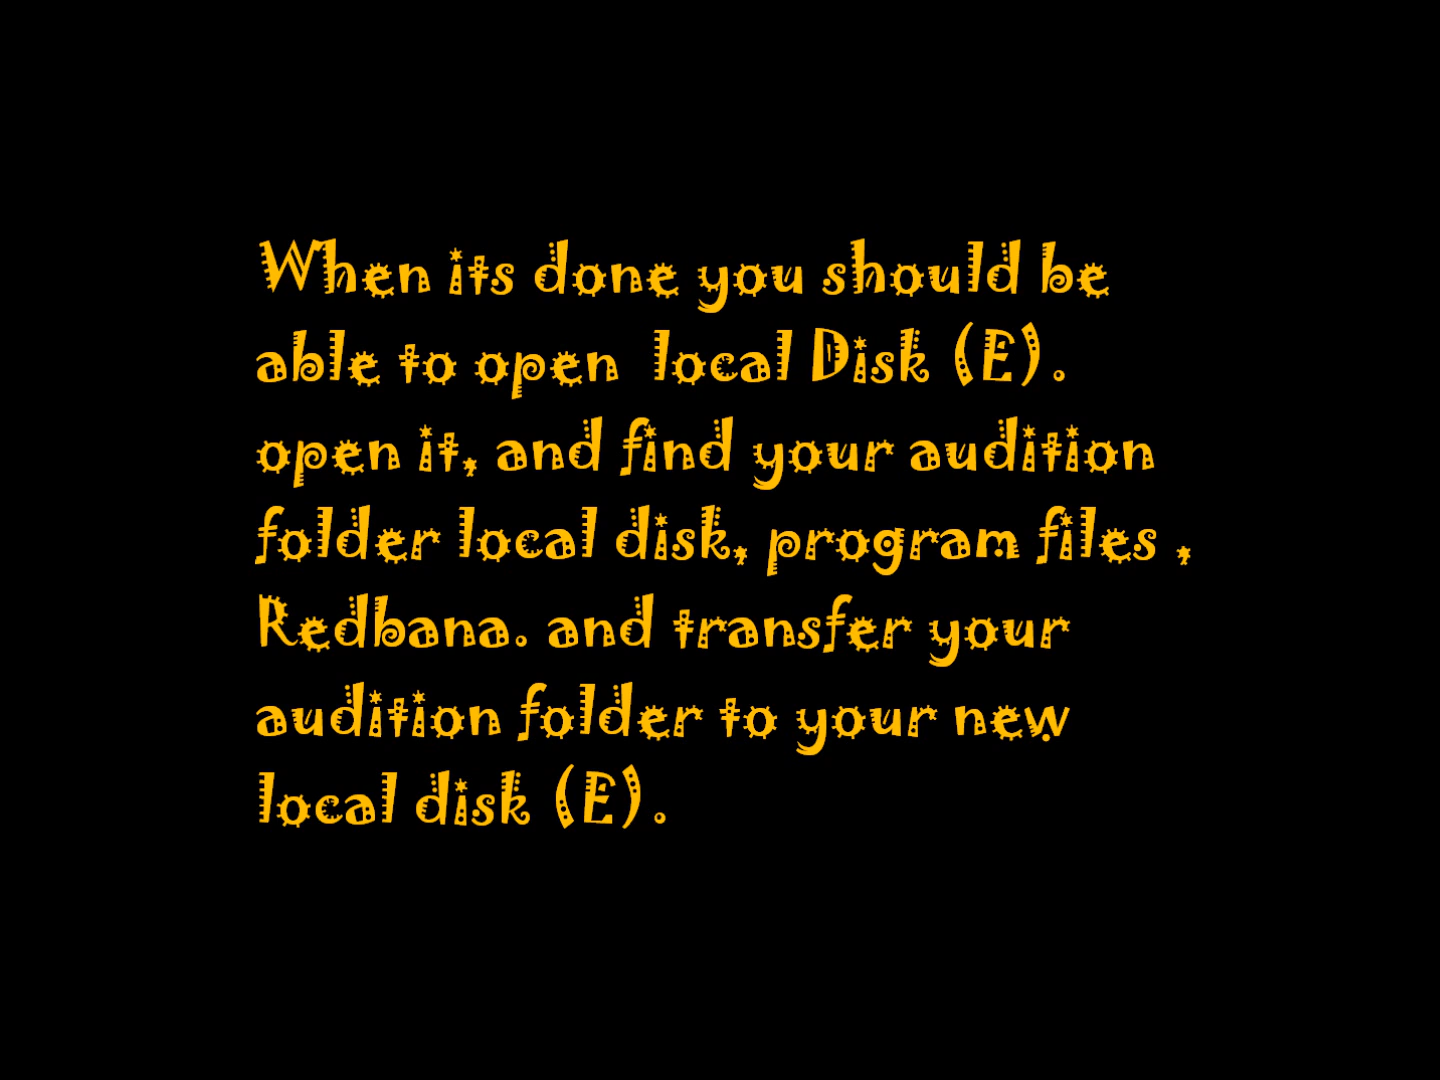 When its done you should be
able to open local Disk (E).
open it, and find your audition
folder local disk, program files ,
Redbana. and transfer your
audition folder to your new
local disk (E).